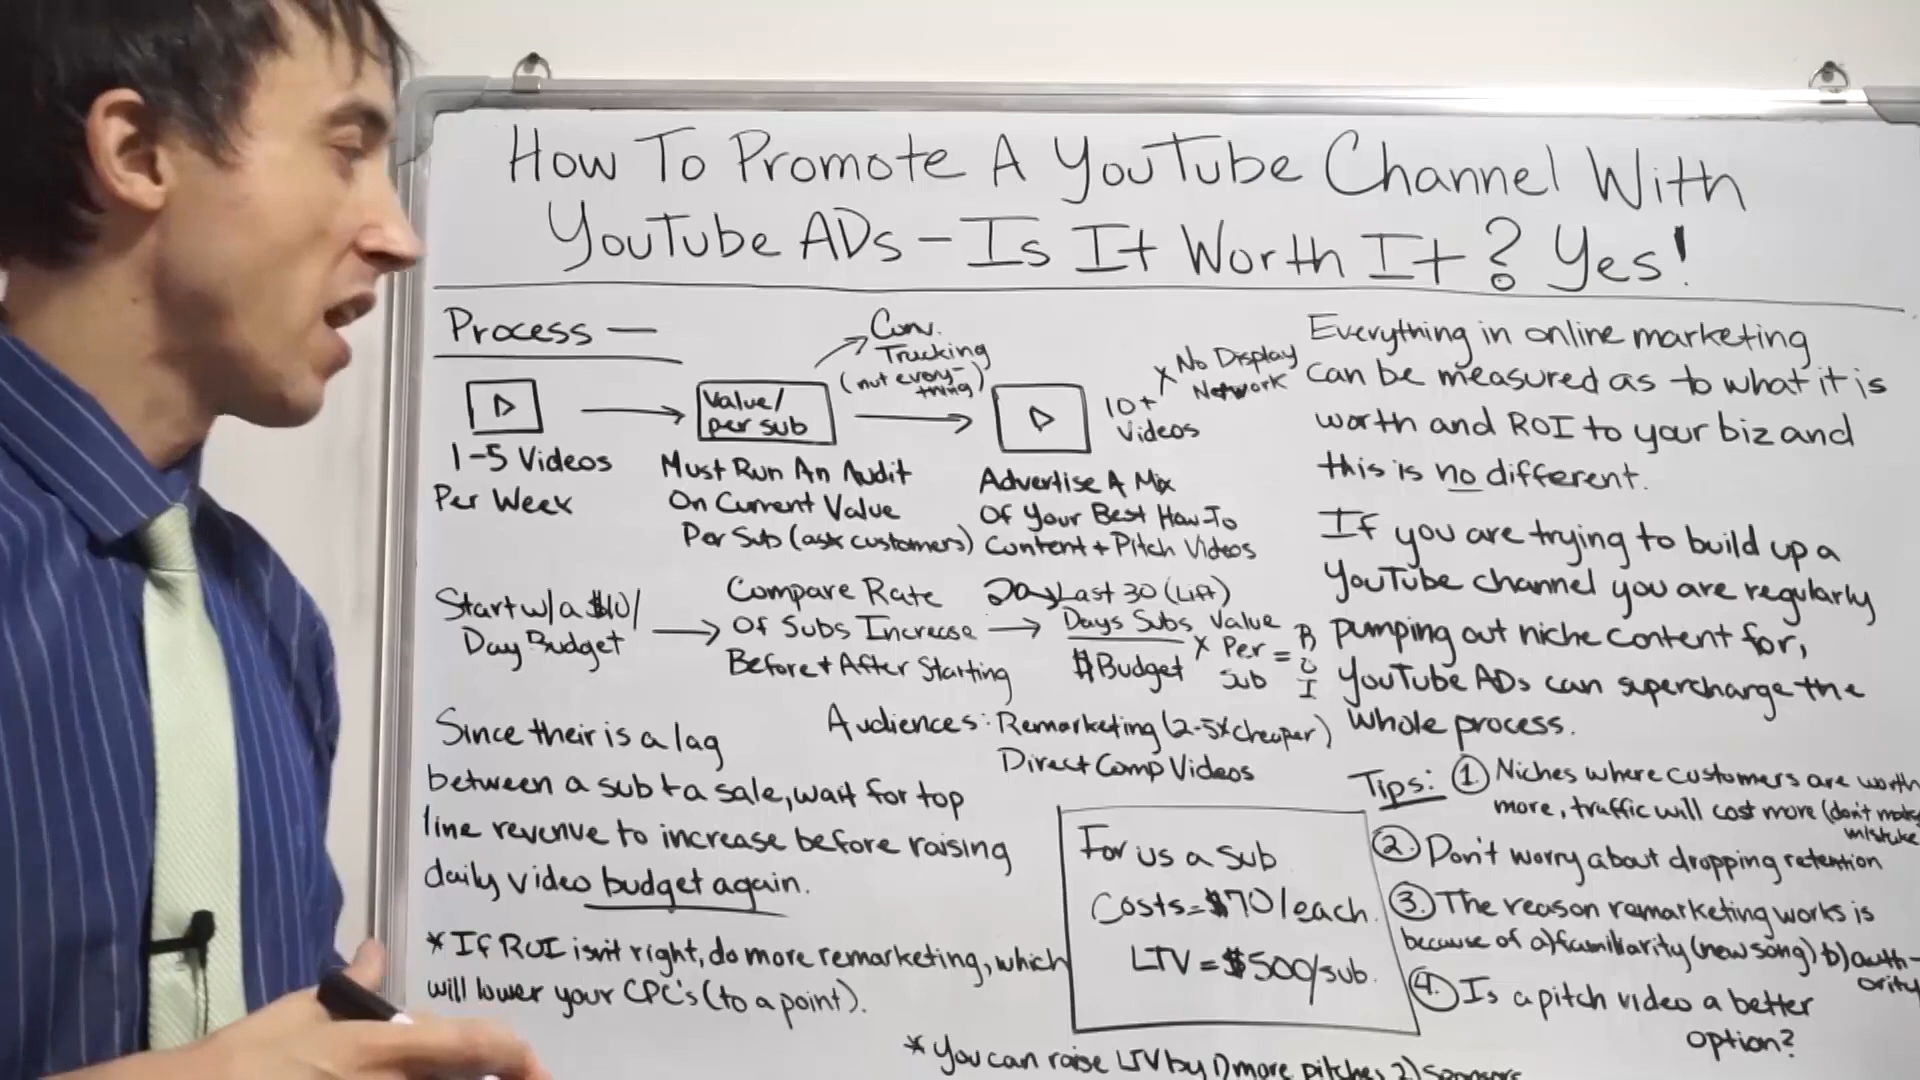 How To Promote A YouTube Channel With
YouTube ADs - Is It Worth It? Yes!
Process —
Conv.
Trucking
(not every-
thing)
Value/
per sub
1-5 Videos
Per Week
Must Run An Audit
On Current Value
Per Sub (ask customers)
10+
Videos
x No Display
Network
Advertise A Mix
Of Your Best How-To
Content + Pitch Videos
Start w/a $10/
Day Budget
Compare Rate
Of Subs Increase
Before + After Starting
Last 30 (Lift)
Days Subs
$Budget
x
Value
Per
Sub
=
ROI
Audiences: Remarketing (2-5x cheaper)
Direct Comp Videos
Since their is a lag
between a sub + a sale, wait for top
line revenue to increase before raising
daily video budget again.
* If ROI isn't right, do more remarketing, which
will lower your CPC's (to a point).
For us a sub
Costs = $70/each.
LTV = $500/sub.
* You can raise LTV by 1) more pitches 2) sponsors
Everything in online marketing
can be measured as to what it is
worth and ROI to your biz and
this is no different.
If you are trying to build up a
YouTube channel you are regularly
pumping out niche content for,
YouTube ADs can supercharge the
whole process.
Tips: 1. Niches where customers are worth
more, traffic will cost more (don't make
mistake
2. Don't worry about dropping retention
3. The reason remarketing works is
because of a) familiarity (new song) b) auth-
ority
4. Is a pitch video a better
option?